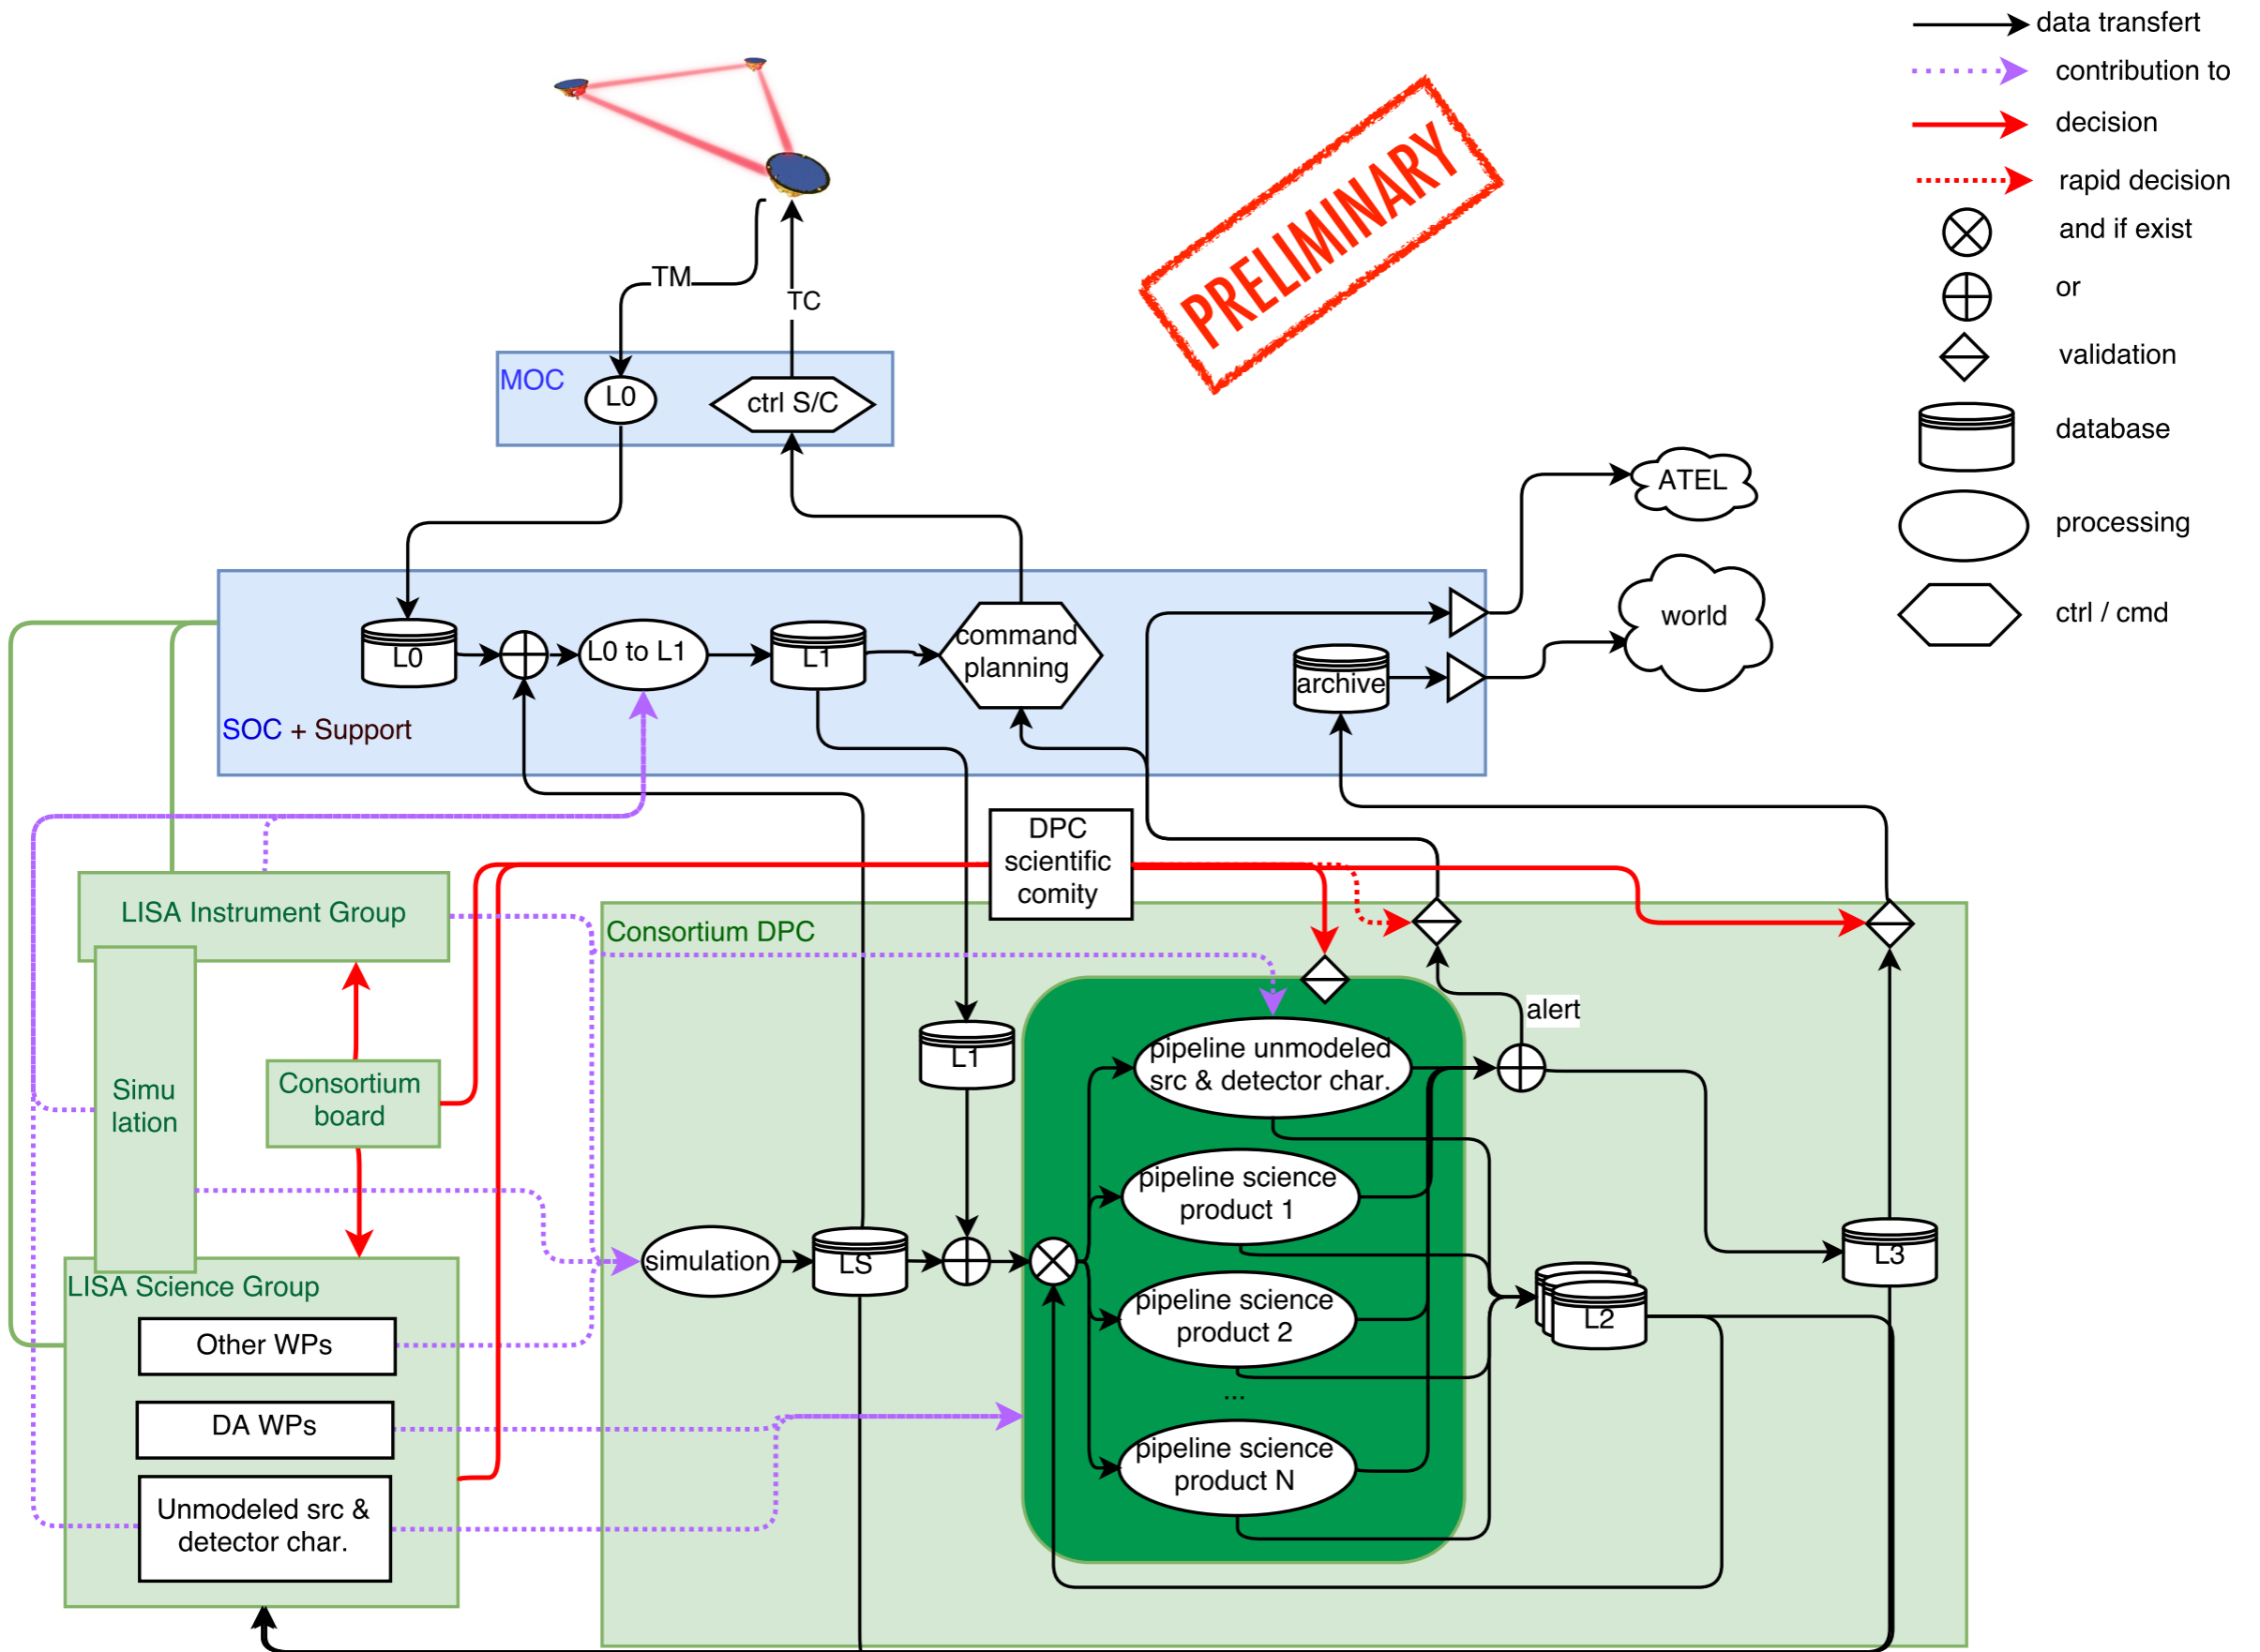 data transfert
contribution to
decision
rapid decision
and if exist
or
validation
database
processing
ctrl / cmd
PRELIMINARY
TM
TC
MOC
L0
ctrl S/C
ATEL
world
L0
L0 to L1
L1
command
planning
archive
SOC + Support
DPC
scientific
comity
LISA Instrument Group
Consortium DPC
alert
Simu
lation
Consortium
board
L1
pipeline unmodeled
src & detector char.
pipeline science
product 1
simulation
LS
pipeline science
product 2
...
pipeline science
product N
L2
L3
LISA Science Group
Other WPs
DA WPs
Unmodeled src &
detector char.